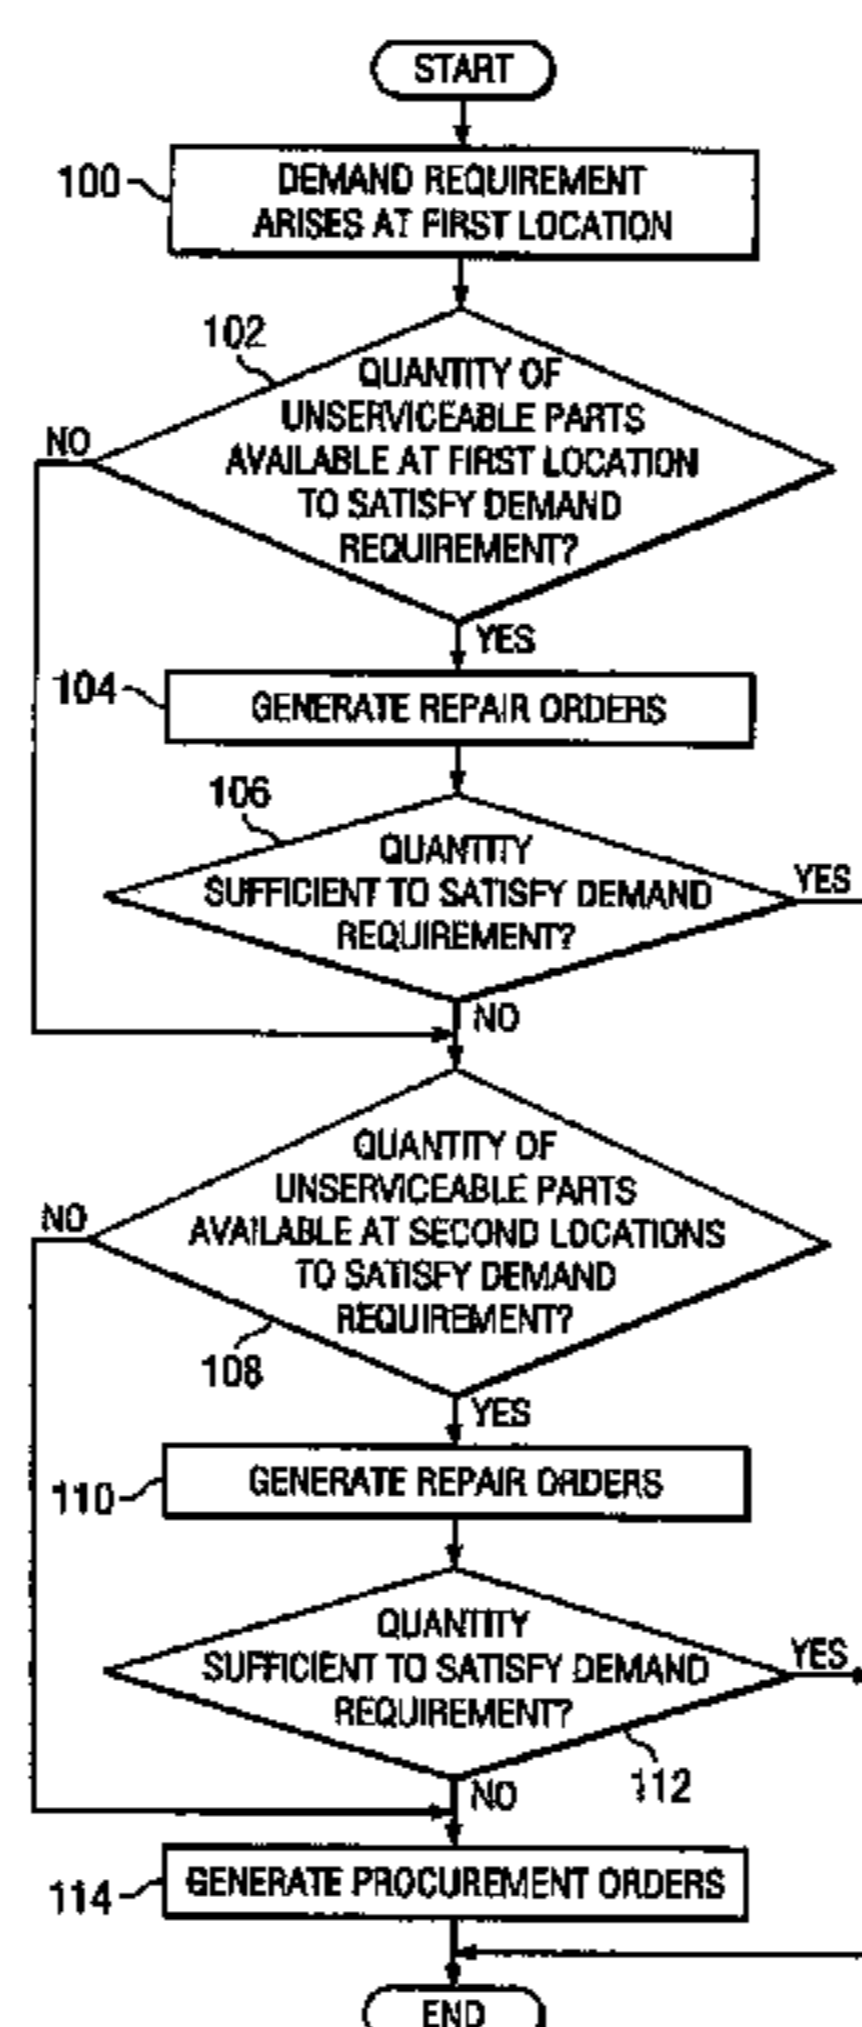 START
100
DEMAND REQUIREMENT
ARISES AT FIRST LOCATION
102
QUANTITY OF
UNSERVICEABLE PARTS
AVAILABLE AT FIRST LOCATION
TO SATISFY DEMAND
REQUIREMENT?
NO
YES
104
GENERATE REPAIR ORDERS
106
QUANTITY
SUFFICIENT TO SATISFY DEMAND
REQUIREMENT?
YES
NO
QUANTITY OF
UNSERVICEABLE PARTS
AVAILABLE AT SECOND LOCATIONS
TO SATISFY DEMAND
REQUIREMENT?
NO
108
YES
110
GENERATE REPAIR ORDERS
QUANTITY
SUFFICIENT TO SATISFY DEMAND
REQUIREMENT?
YES
112
NO
114
GENERATE PROCUREMENT ORDERS
END